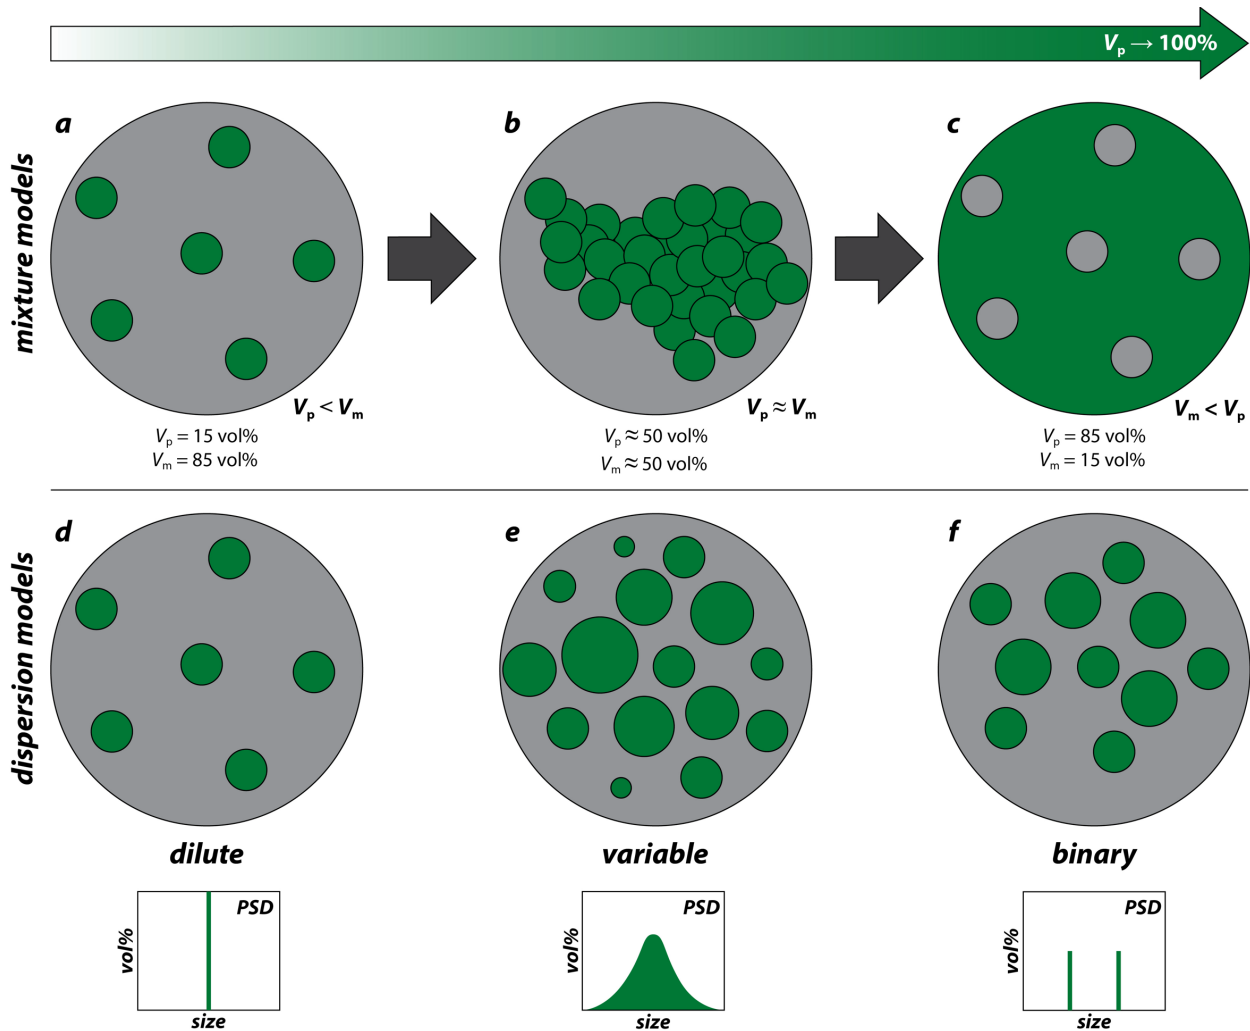 Vp → 100%
a
b
c
mixture models
Vp < Vm
Vp ≈ Vm
Vm < Vp
Vp = 15 vol%
Vm = 85 vol%
Vp ≈ 50 vol%
Vm ≈ 50 vol%
Vp = 85 vol%
Vm = 15 vol%
d
e
f
dispersion models
dilute
variable
binary
PSD
vol%
size
PSD
vol%
size
PSD
vol%
size